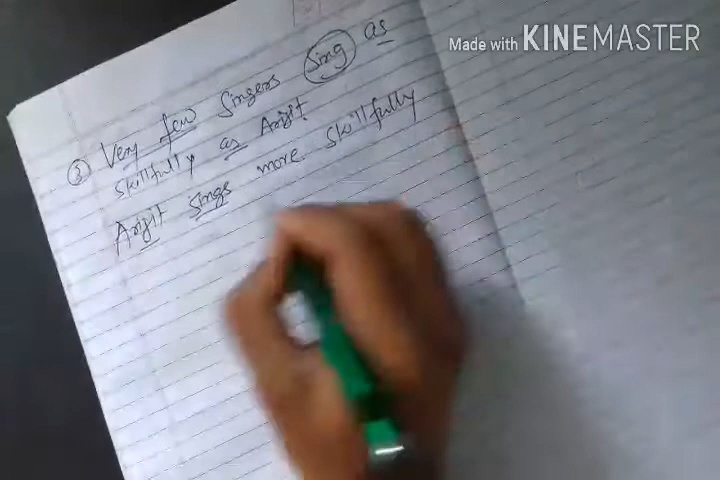 Made with KINEMASTER
③ Very few singers sing as
skillfully as Arijit
Arijit sings more skillfully